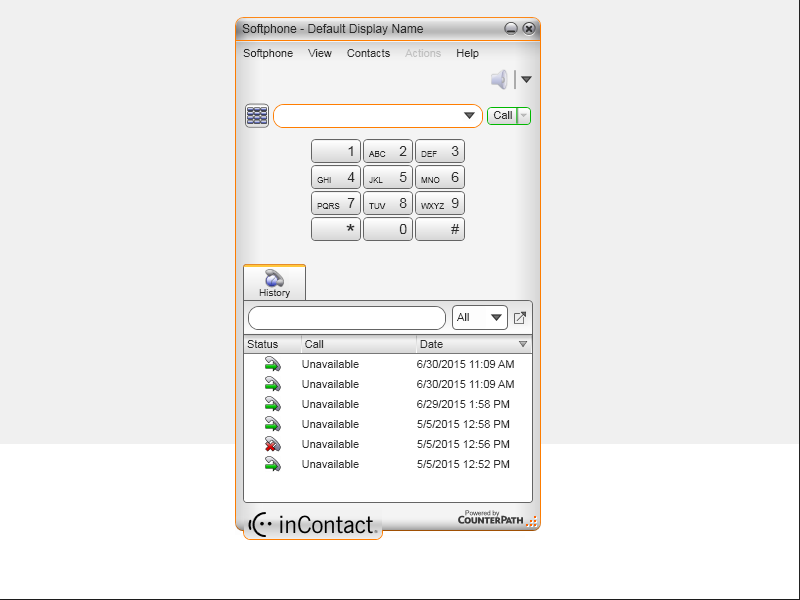 Softphone - Default Display Name
Softphone View Contacts Actions Help
Call
1 ABC 2 DEF 3
GHI 4 JKL 5 MNO 6
PQRS 7 TUV 8 WXYZ 9
* 0 #
History
All
Status Call Date
Unavailable 6/30/2015 11:09 AM
Unavailable 6/30/2015 11:09 AM
Unavailable 6/29/2015 1:58 PM
Unavailable 5/5/2015 12:58 PM
Unavailable 5/5/2015 12:56 PM
Unavailable 5/5/2015 12:52 PM
inContact.
Powered by
COUNTERPATH